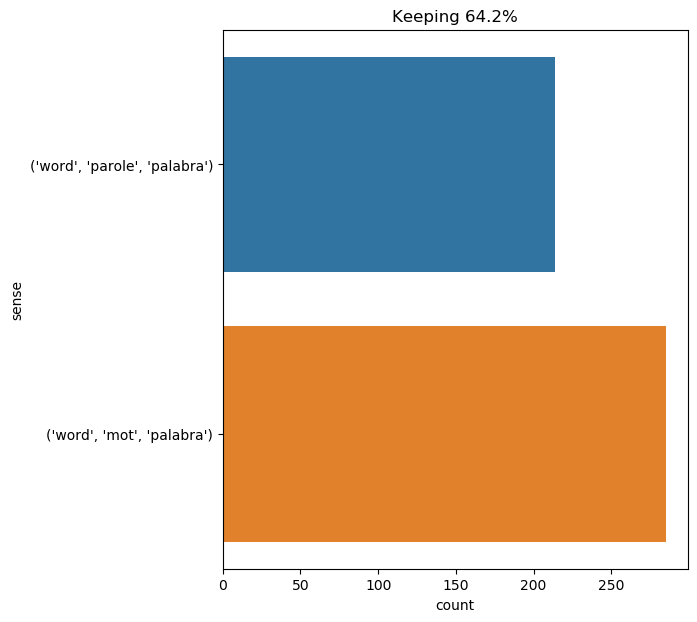 Keeping 64.2%
('word', 'parole', 'palabra')
sense
('word', 'mot', 'palabra')
0 50 100 150 200 250
count